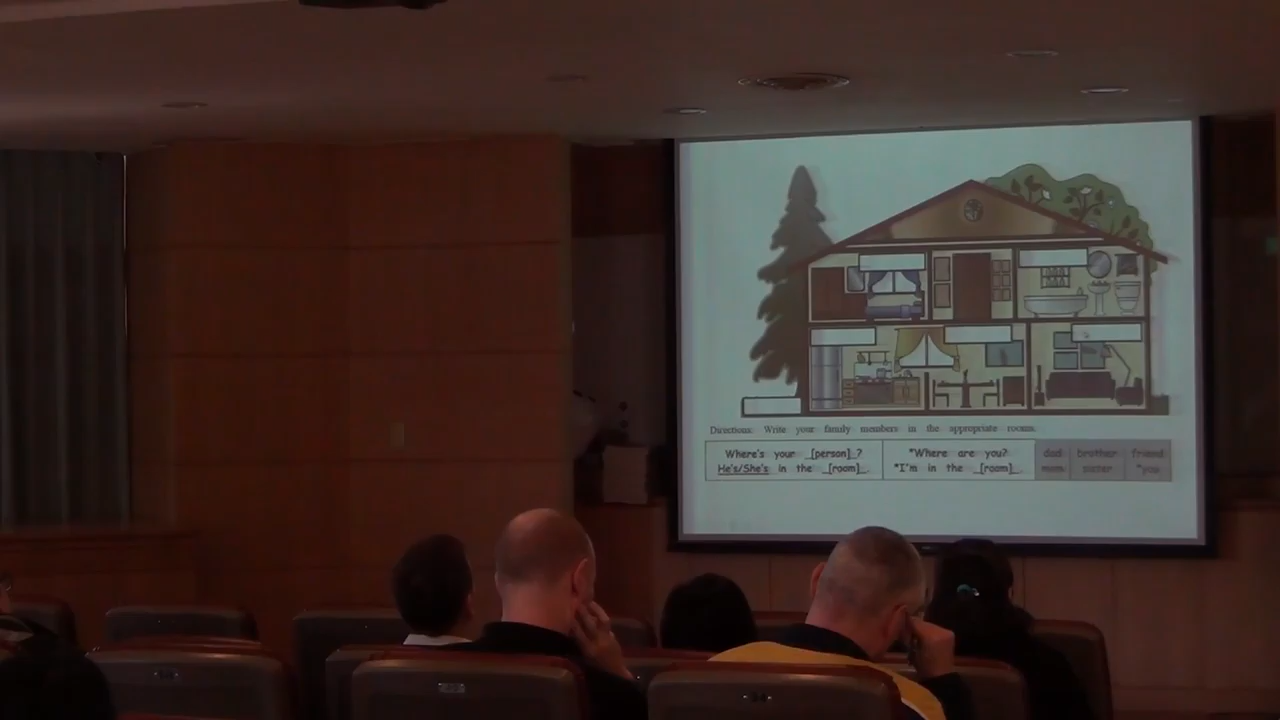 Directions: Write your family members in the appropriate rooms.
Where's your [person]?
He's/She's in the [room].
*Where are you?
*I'm in the [room].
dad brother friend
mom sister *you